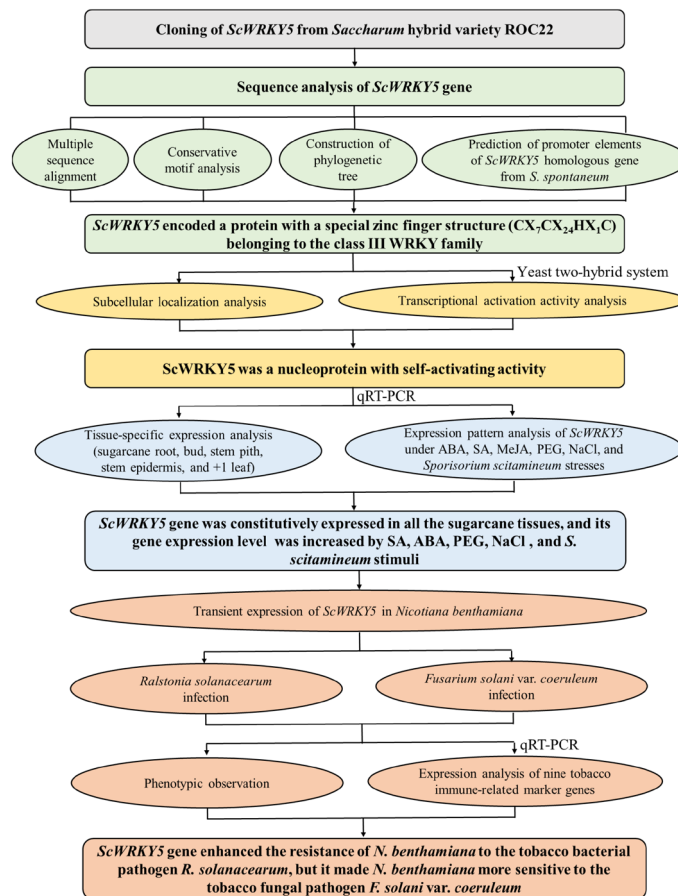 Cloning of ScWRKY5 from Saccharum hybrid variety ROC22
Sequence analysis of ScWRKY5 gene
Multiple
sequence
alignment
Conservative
motif analysis
Construction of
phylogenetic
tree
Prediction of promoter elements
of ScWRKY5 homologous gene
from S. spontaneum
ScWRKY5 encoded a protein with a special zinc finger structure (CX₇CX₂₄HX₁C)
belonging to the class III WRKY family
Yeast two-hybrid system
Subcellular localization analysis
Transcriptional activation activity analysis
ScWRKY5 was a nucleoprotein with self-activating activity
qRT-PCR
Tissue-specific expression analysis
(sugarcane root, bud, stem pith,
stem epidermis, and +1 leaf)
Expression pattern analysis of ScWRKY5
under ABA, SA, MeJA, PEG, NaCl, and
Sporisorium scitamineum stresses
ScWRKY5 gene was constitutively expressed in all the sugarcane tissues, and its
gene expression level was increased by SA, ABA, PEG, NaCl , and S.
scitamineum stimuli
Transient expression of ScWRKY5 in Nicotiana benthamiana
Ralstonia solanacearum
infection
Fusarium solani var. coeruleum
infection
qRT-PCR
Phenotypic observation
Expression analysis of nine tobacco
immune-related marker genes
ScWRKY5 gene enhanced the resistance of N. benthamiana to the tobacco bacterial
pathogen R. solanacearum, but it made N. benthamiana more sensitive to the
tobacco fungal pathogen F. solani var. coeruleum